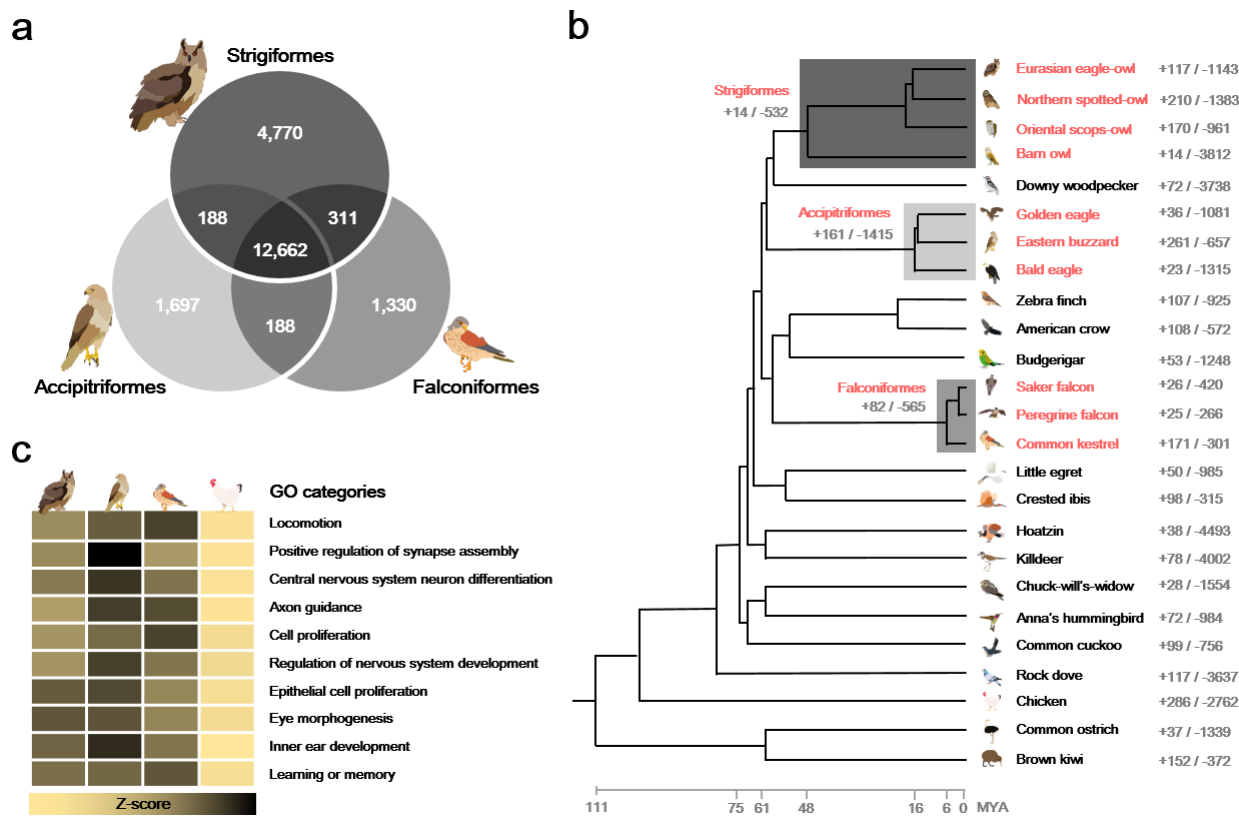 a
Strigiformes
4,770
188
311
12,662
1,697
1,330
188
Accipitriformes
Falconiformes
b
Strigiformes
+14 / -532
Accipitriformes
+161 / -1415
Falconiformes
+82 / -565
Eurasian eagle-owl +117 / -1143
Northern spotted-owl +210 / -1383
Oriental scops-owl +170 / -961
Barn owl +14 / -3812
Downy woodpecker +72 / -3738
Golden eagle +36 / -1081
Eastern buzzard +261 / -657
Bald eagle +23 / -1315
Zebra finch +107 / -925
American crow +108 / -572
Budgerigar +53 / -1248
Saker falcon +26 / -420
Peregrine falcon +25 / -266
Common kestrel +171 / -301
Little egret +50 / -985
Crested ibis +98 / -315
Hoatzin +38 / -4493
Killdeer +78 / -4002
Chuck-will's-widow +28 / -1554
Anna's hummingbird +72 / -984
Common cuckoo +99 / -756
Rock dove +117 / -3637
Chicken +286 / -2762
Common ostrich +37 / -1339
Brown kiwi +152 / -372
111 75 61 48 16 6 0 MYA
c
GO categories
Locomotion
Positive regulation of synapse assembly
Central nervous system neuron differentiation
Axon guidance
Cell proliferation
Regulation of nervous system development
Epithelial cell proliferation
Eye morphogenesis
Inner ear development
Learning or memory
Z-score